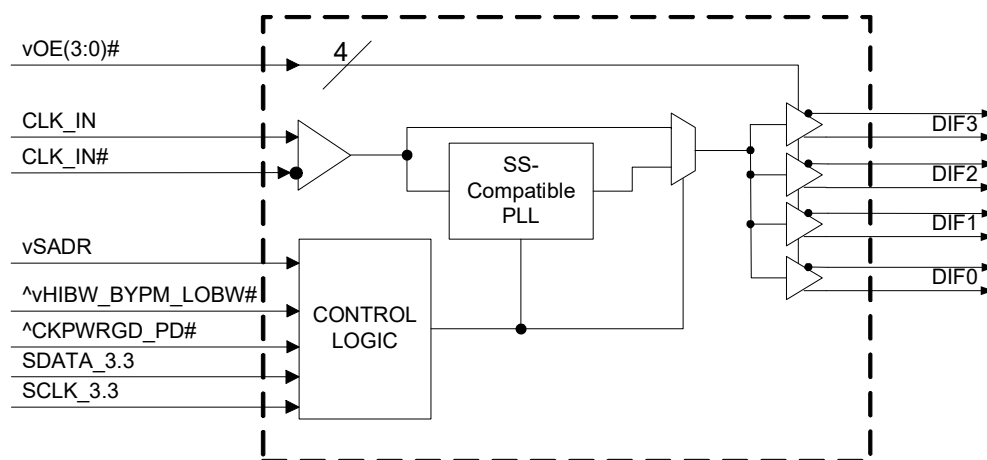 vOE(3:0)#
4
CLK_IN
CLK_IN#
DIF3
SS-
Compatible
PLL
DIF2
DIF1
DIF0
vSADR
^vHIBW_BYPM_LOBW#
^CKPWRGD_PD#
SDATA_3.3
SCLK_3.3
CONTROL
LOGIC